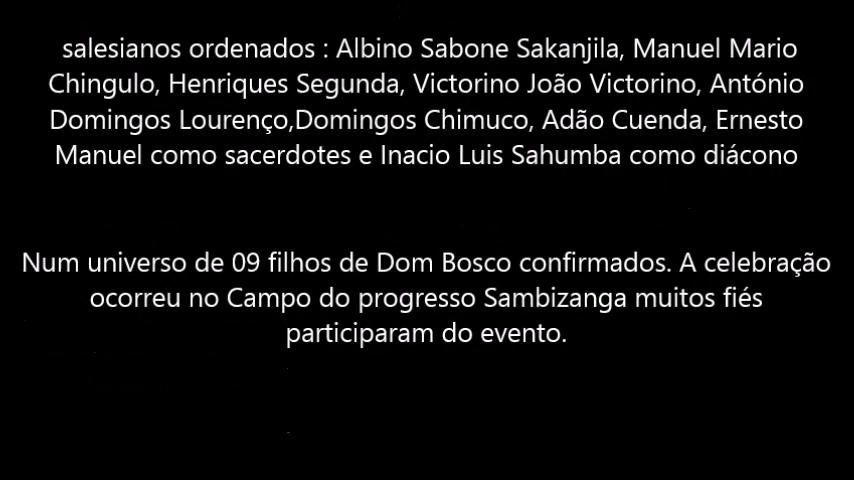 salesianos ordenados : Albino Sabone Sakanjila, Manuel Mario
Chingulo, Henriques Segunda, Victorino João Victorino, António
Domingos Lourenço,Domingos Chimuco, Adão Cuenda, Ernesto
Manuel como sacerdotes e Inacio Luis Sahumba como diácono
Num universo de 09 filhos de Dom Bosco confirmados. A celebração
ocorreu no Campo do progresso Sambizanga muitos fiés
participaram do evento.